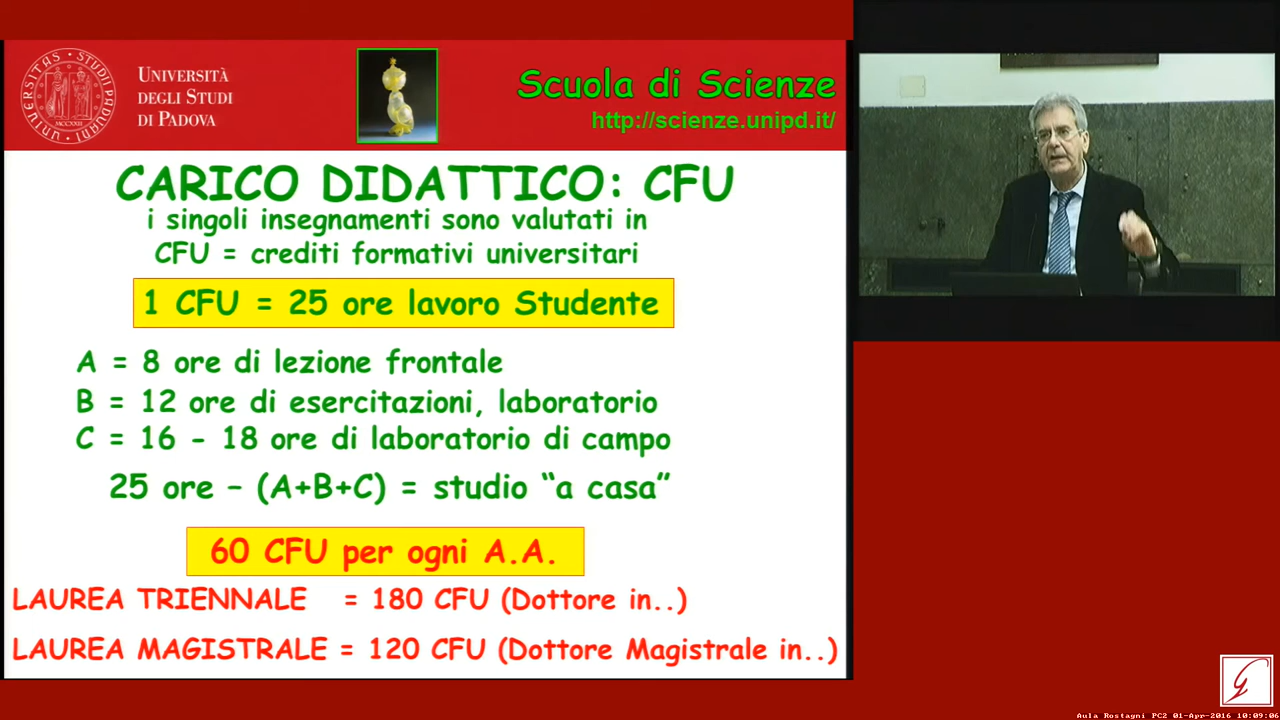 UNIVERSITÀ
DEGLI STUDI
DI PADOVA
UNIVERSITAS STUDII PADUANI
MCCXXII
Scuola di Scienze
http://scienze.unipd.it/
CARICO DIDATTICO: CFU
i singoli insegnamenti sono valutati in
CFU = crediti formativi universitari
1 CFU = 25 ore lavoro Studente
A = 8 ore di lezione frontale
B = 12 ore di esercitazioni, laboratorio
C = 16 - 18 ore di laboratorio di campo
25 ore – (A+B+C) = studio “a casa”
60 CFU per ogni A.A.
LAUREA TRIENNALE = 180 CFU (Dottore in..)
LAUREA MAGISTRALE = 120 CFU (Dottore Magistrale in..)
Aula Rostagni PC2 01-Apr-2016 10:09:06